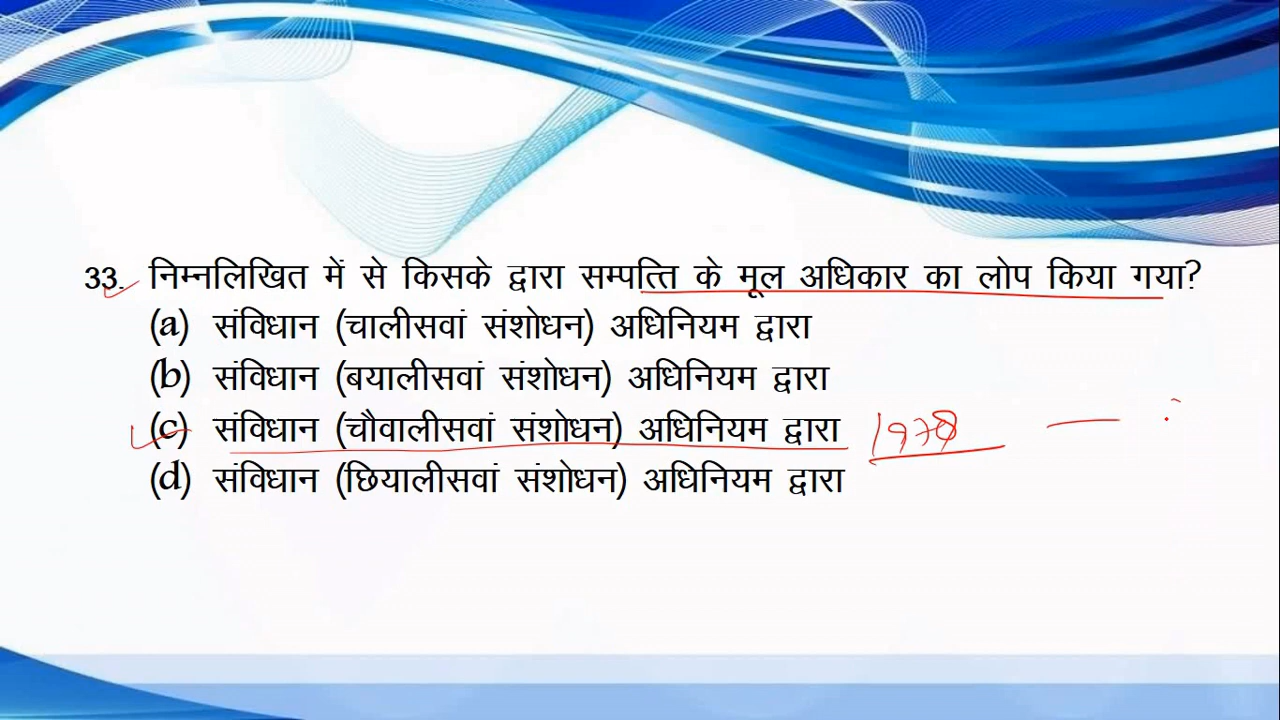 33. निम्नलिखित में से किसके द्वारा सम्पत्ति के मूल अधिकार का लोप किया गया?
(a) संविधान (चालीसवां संशोधन) अधिनियम द्वारा
(b) संविधान (बयालीसवां संशोधन) अधिनियम द्वारा
(c) संविधान (चौवालीसवां संशोधन) अधिनियम द्वारा 1978
(d) संविधान (छियालीसवां संशोधन) अधिनियम द्वारा